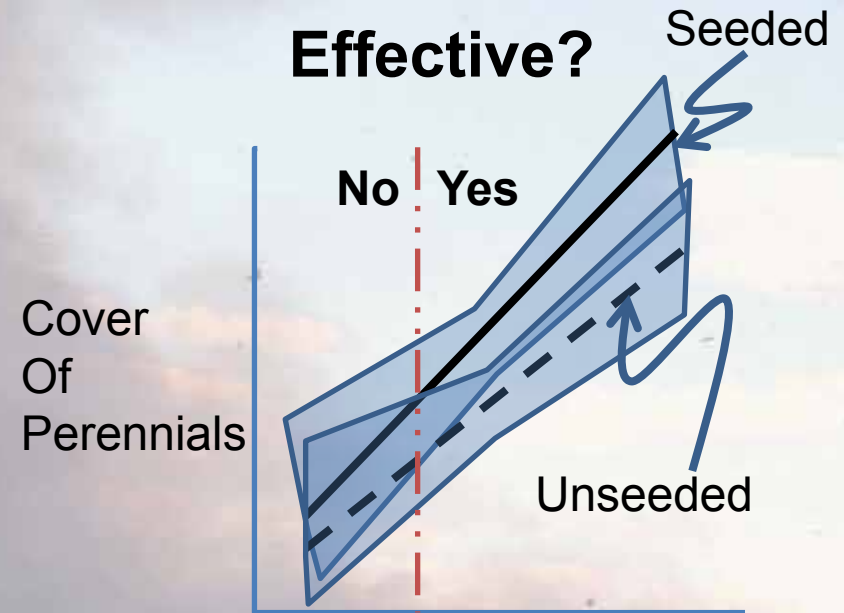 Effective?
Seeded
No Yes
Cover
Of
Perennials
Unseeded